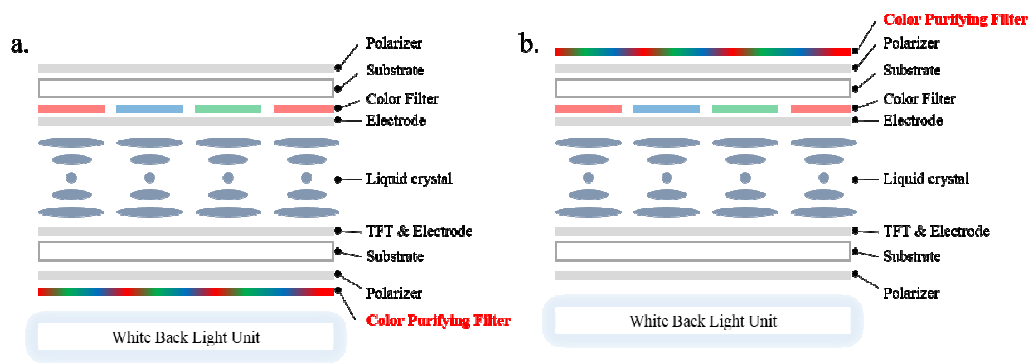 a.
Polarizer
Substrate
Color Filter
Electrode
Liquid crystal
TFT & Electrode
Substrate
Polarizer
Color Purifying Filter
White Back Light Unit
b.
Color Purifying Filter
Polarizer
Substrate
Color Filter
Electrode
Liquid crystal
TFT & Electrode
Substrate
Polarizer
White Back Light Unit